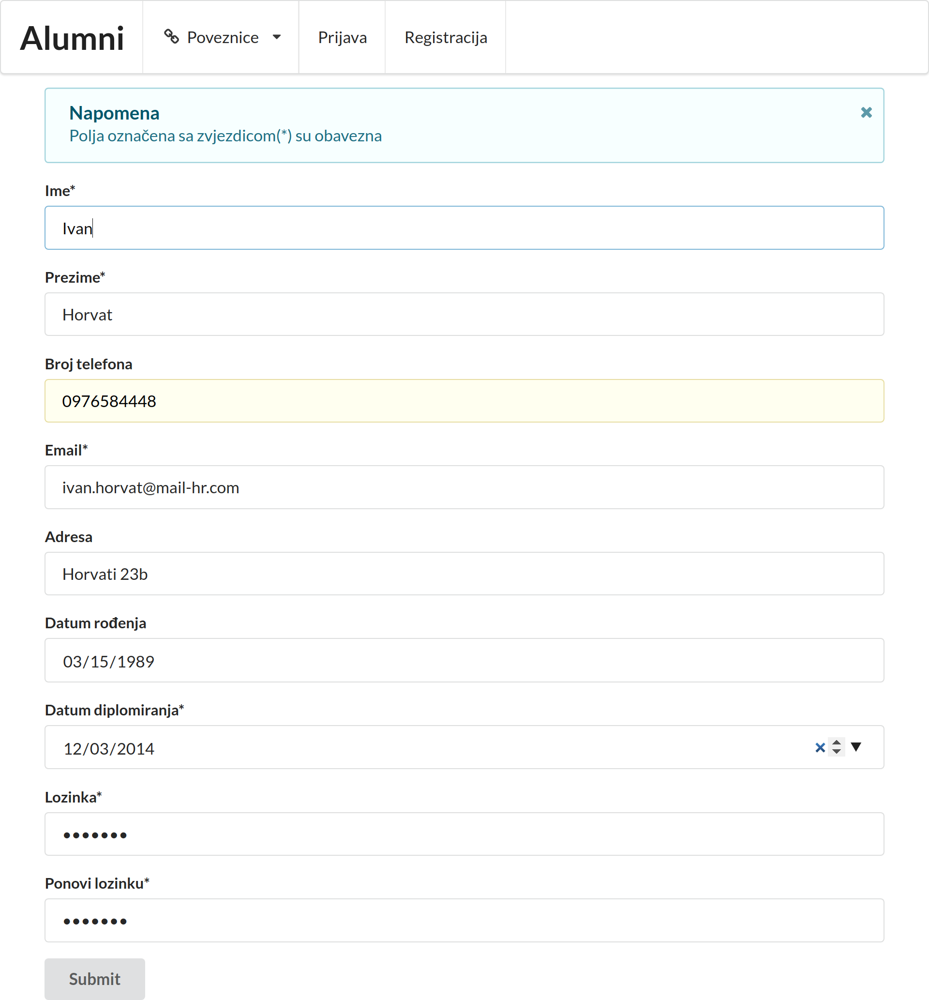 Alumni
Poveznice
Prijava
Registracija
Napomena
Polja označena sa zvjezdicom(*) su obavezna
Ime*
Ivan
Prezime*
Horvat
Broj telefona
0976584448
Email*
ivan.horvat@mail-hr.com
Adresa
Horvati 23b
Datum rođenja
03/15/1989
Datum diplomiranja*
12/03/2014
Lozinka*
•••••••
Ponovi lozinku*
•••••••
Submit